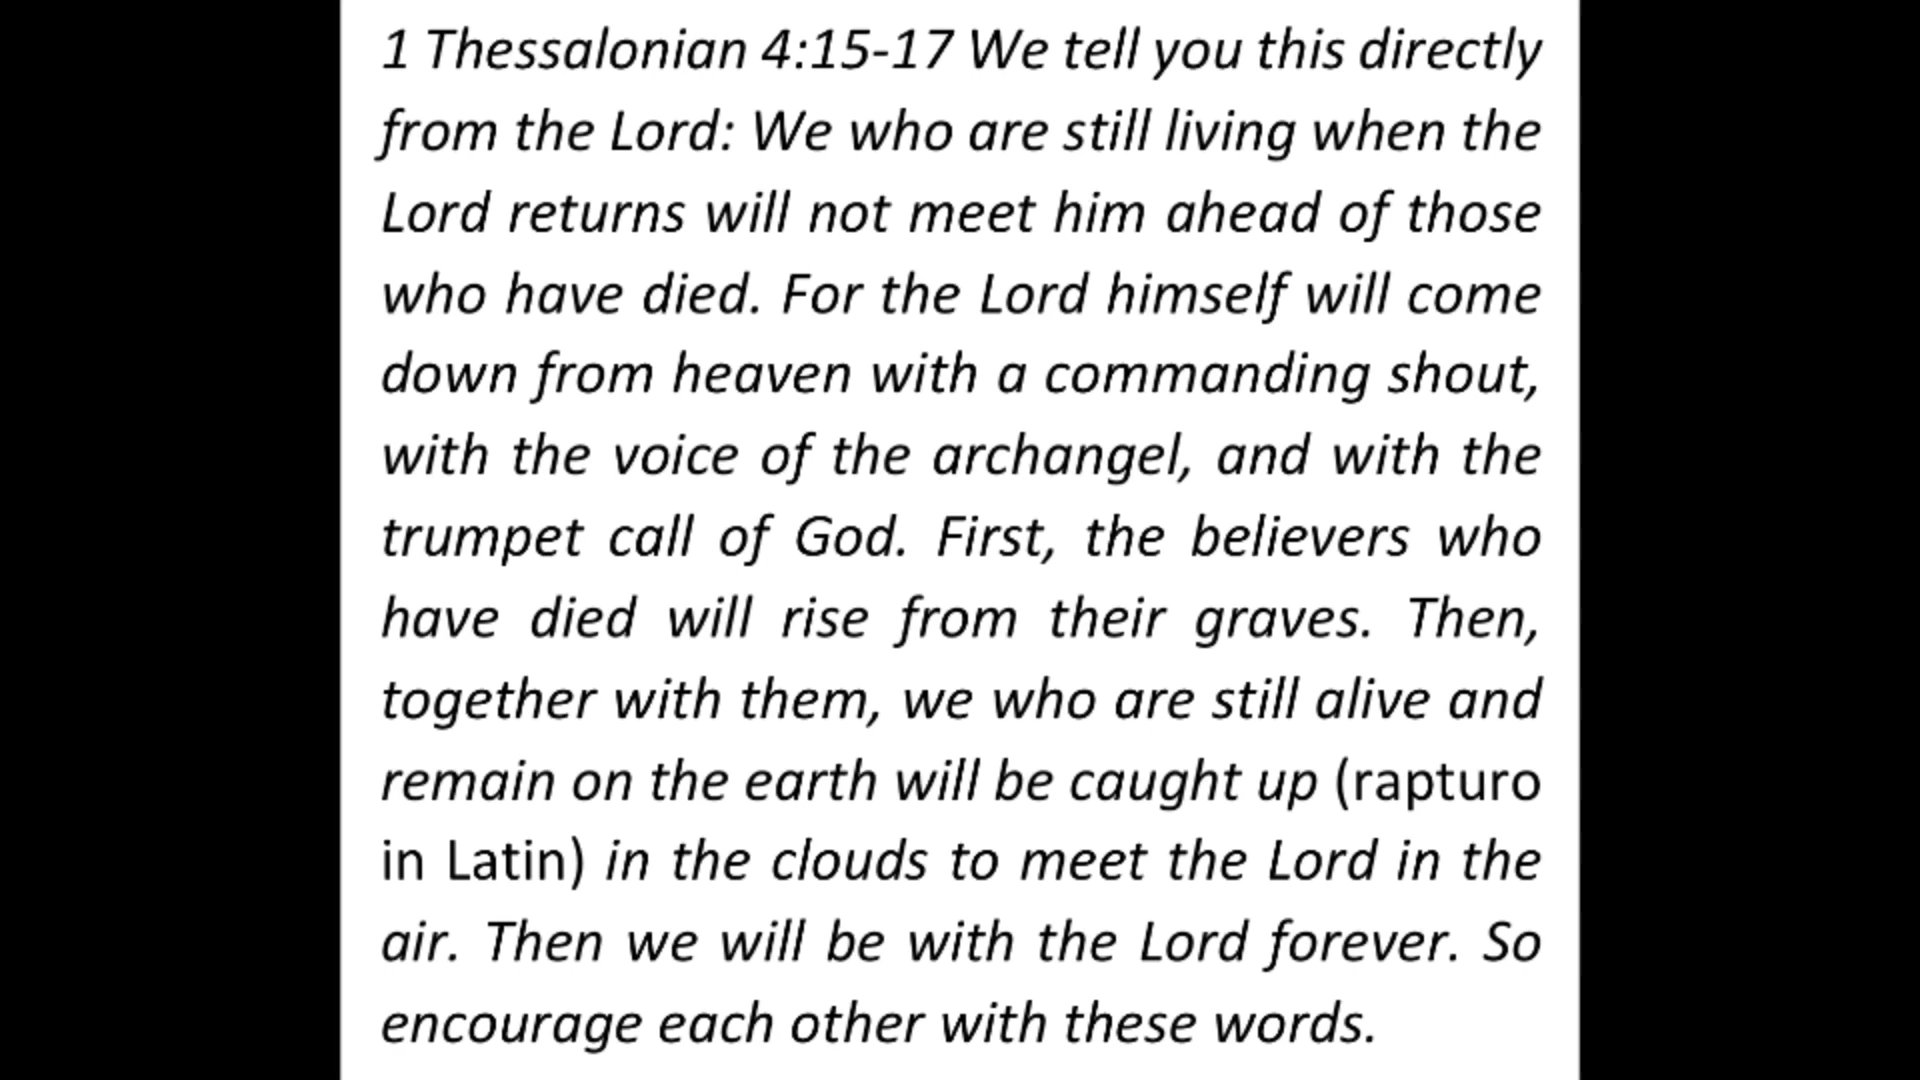 1 Thessalonian 4:15-17 We tell you this directly
from the Lord: We who are still living when the
Lord returns will not meet him ahead of those
who have died. For the Lord himself will come
down from heaven with a commanding shout,
with the voice of the archangel, and with the
trumpet call of God. First, the believers who
have died will rise from their graves. Then,
together with them, we who are still alive and
remain on the earth will be caught up (rapturo
in Latin) in the clouds to meet the Lord in the
air. Then we will be with the Lord forever. So
encourage each other with these words.